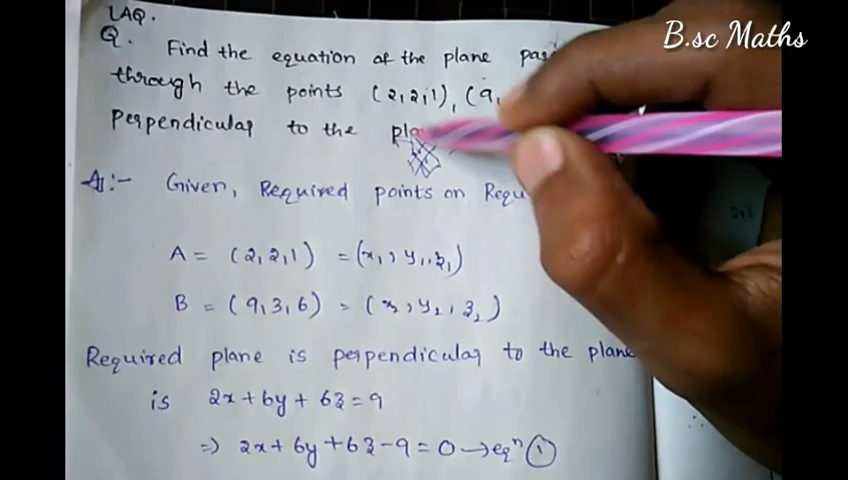 LAQ.
B.sc Maths
Q. Find the equation of the plane
through the points (2,2,1), (9,
Perpendicular to the
A:- Given, Required points on
A = (2,2,1) = (x₁, y₁, z₁)
B = (9,3,6) = (x₂, y₂, z₂)
Required plane is perpendicular to the plane
is 2x+6y+6z=9
⇒ 2x+6y+6z-9=0 → eqⁿ ①